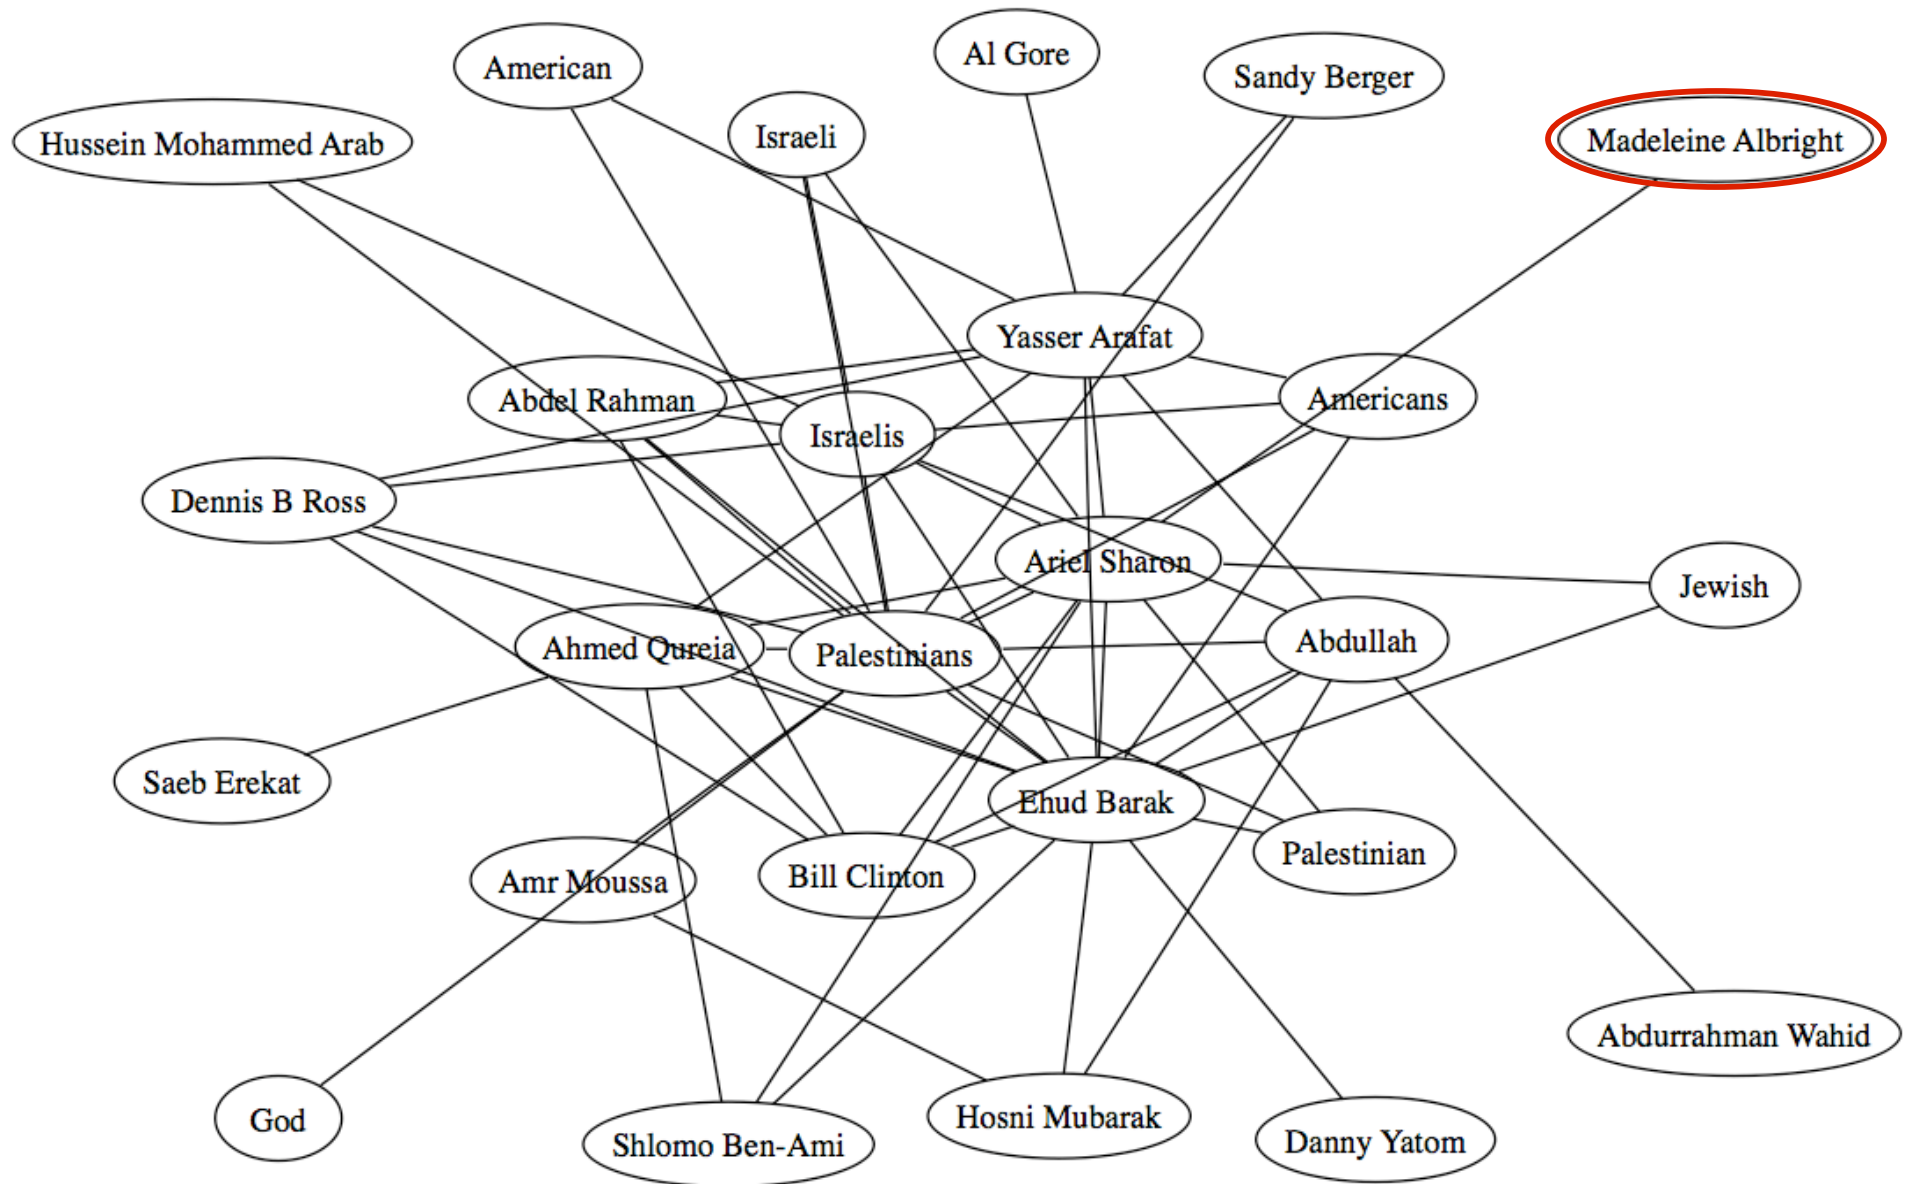 Al Gore
American
Sandy Berger
Israeli
Madeleine Albright
Hussein Mohammed Arab
Yasser Arafat
Abdel Rahman
Americans
Israelis
Dennis B Ross
Ariel Sharon
Jewish
Ahmed Qureia
Palestinians
Abdullah
Saeb Erekat
Ehud Barak
Palestinian
Amr Moussa
Bill Clinton
Abdurrahman Wahid
God
Hosni Mubarak
Shlomo Ben-Ami
Danny Yatom